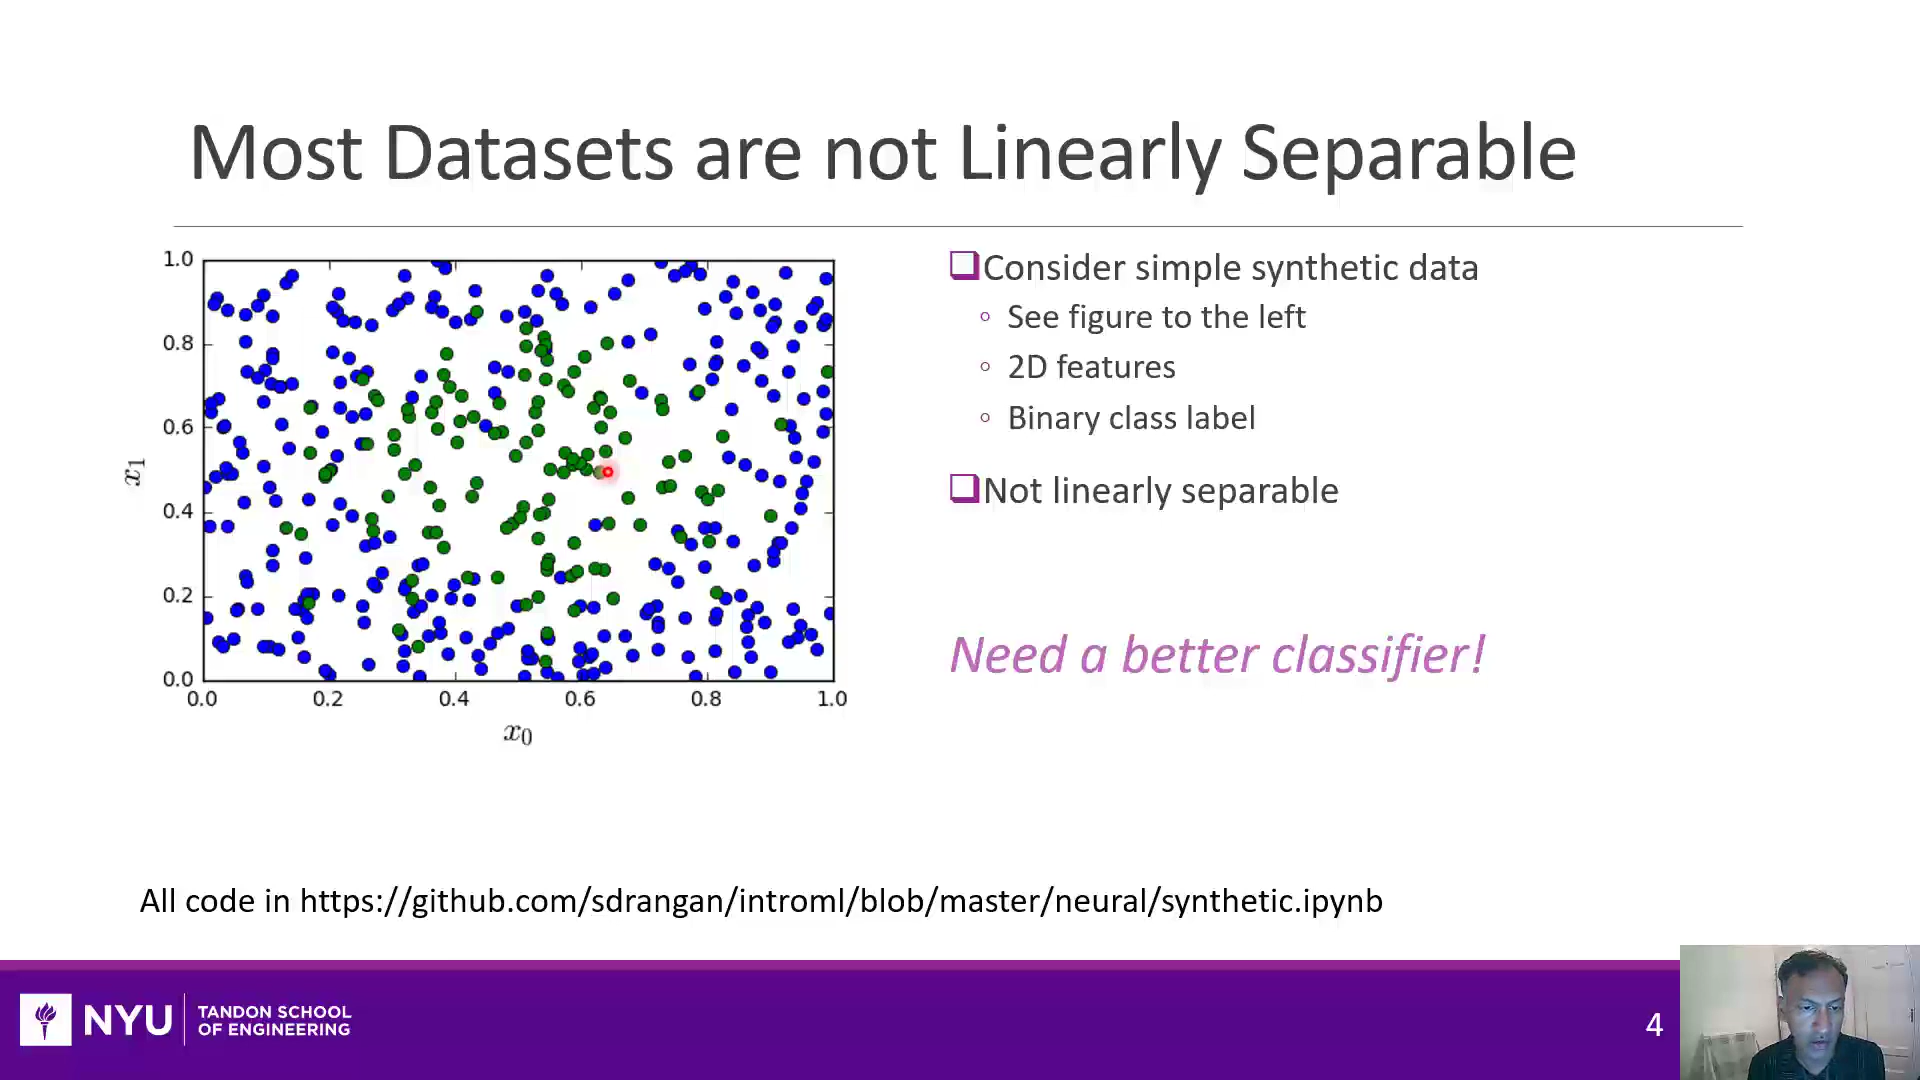 Most Datasets are not Linearly Separable
1.0
0.8
0.6
0.4
0.2
0.0
x1
0.0 0.2 0.4 0.6 0.8 1.0
x0
Consider simple synthetic data
See figure to the left
2D features
Binary class label
Not linearly separable
Need a better classifier!
All code in https://github.com/sdrangan/introml/blob/master/neural/synthetic.ipynb
NYU
TANDON SCHOOL
OF ENGINEERING
4